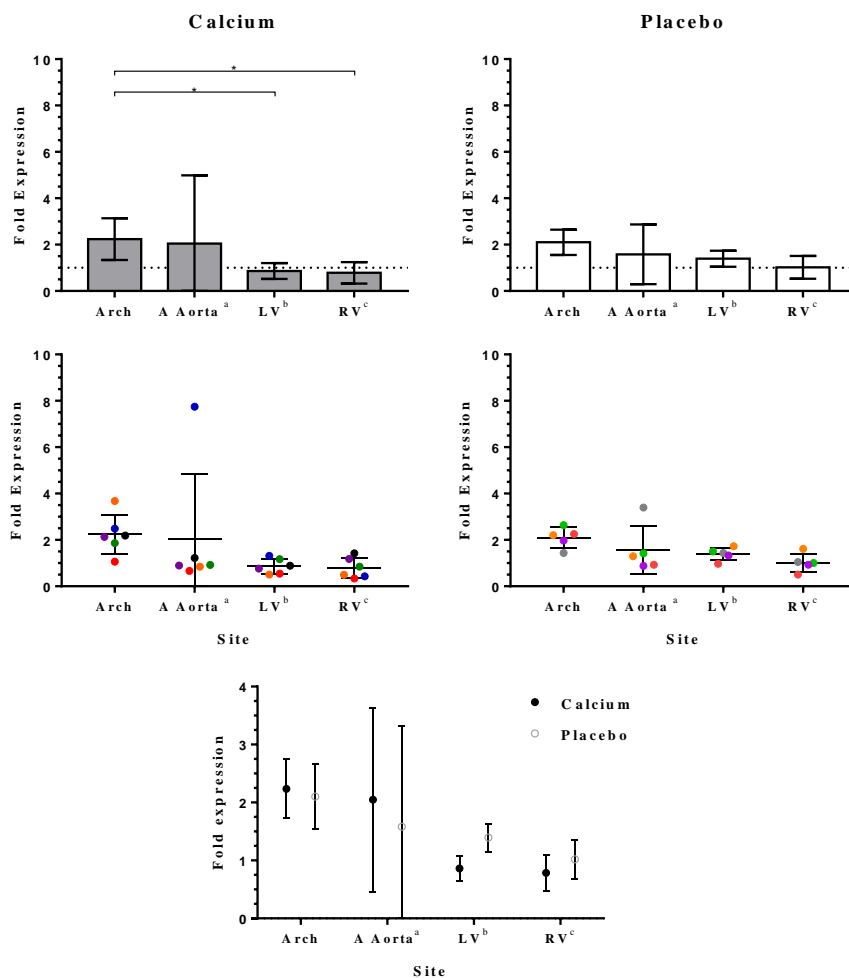 Calcium
Placebo
10
8
6
4
2
0
Fold Expression
*
*
Arch
A Aorta a
LV b
RV c
10
8
6
4
2
0
Fold Expression
Arch
A Aorta a
LV b
RV c
10
8
6
4
2
0
Fold Expression
Arch
A Aorta a
LV b
RV c
Site
10
8
6
4
2
0
Fold Expression
Arch
A Aorta a
LV b
RV c
Site
4
3
2
1
0
Fold expression
Calcium
Placebo
Arch
A Aorta a
LV b
RV c
Site